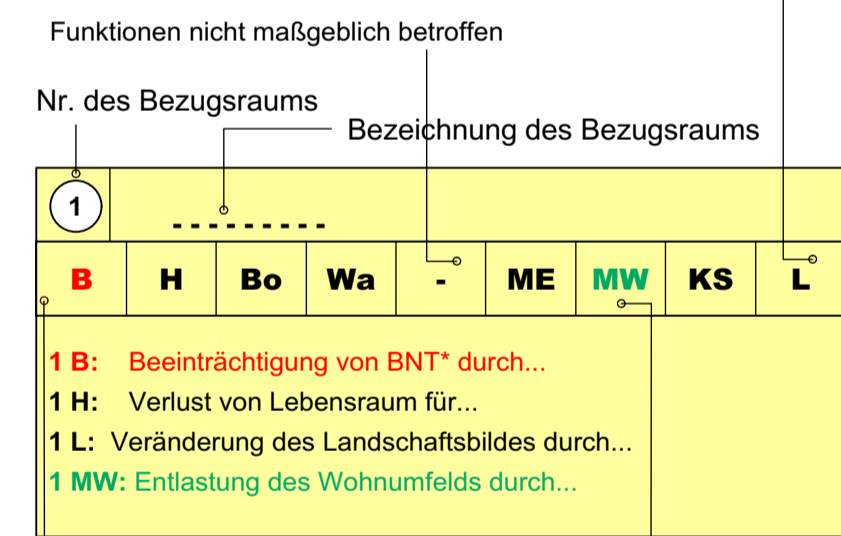 Funktionen nicht maßgeblich betroffen
Nr. des Bezugsraums
Bezeichnung des Bezugsraums
1 ---------
B H Bo Wa - ME MW KS L
1 B: Beeinträchtigung von BNT* durch...
1 H: Verlust von Lebensraum für...
1 L: Veränderung des Landschaftsbildes durch...
1 MW: Entlastung des Wohnumfelds durch...